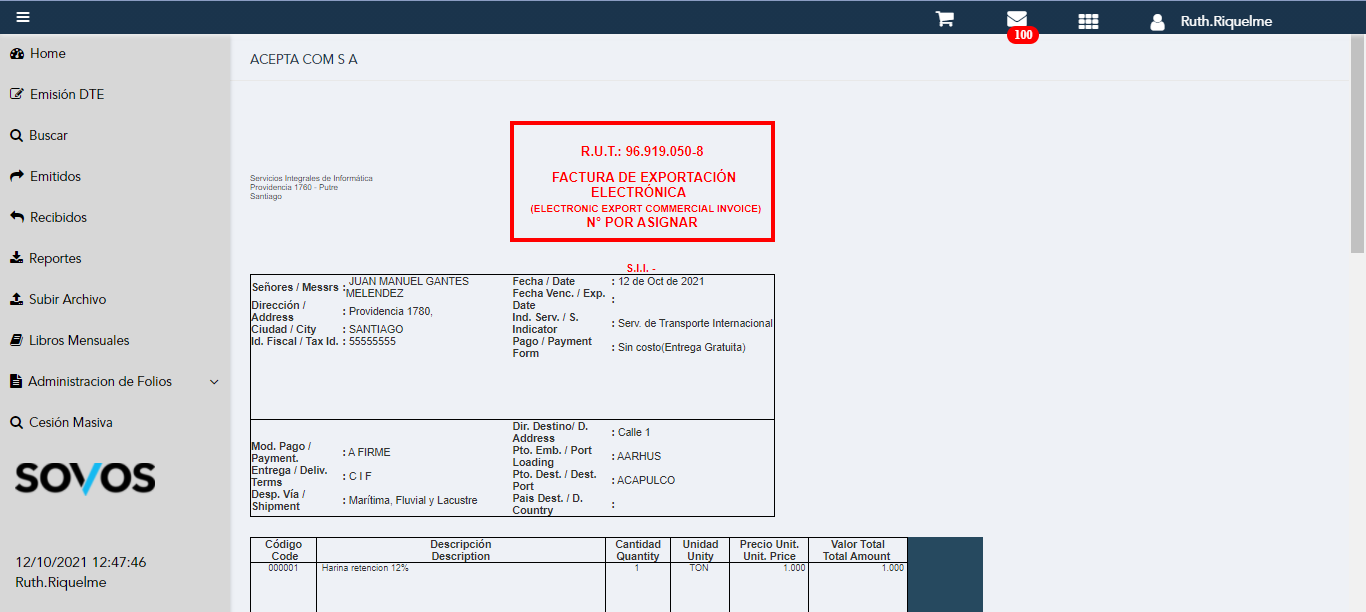 Ruth.Riquelme
100
Home
Emisión DTE
Buscar
Emitidos
Recibidos
Reportes
Subir Archivo
Libros Mensuales
Administracion de Folios
Cesión Masiva
SOVOS
12/10/2021 12:47:46
Ruth.Riquelme
ACEPTA COM S A
Servicios Integrales de Informática
Providencia 1760 - Putre
Santiago
R.U.T.: 96.919.050-8
FACTURA DE EXPORTACIÓN
ELECTRÓNICA
(ELECTRONIC EXPORT COMMERCIAL INVOICE)
N° POR ASIGNAR
S.I.I. -
Señores / Messrs : JUAN MANUEL GANTES
MELENDEZ
Dirección /
Address : Providencia 1780,
Ciudad / City : SANTIAGO
Id. Fiscal / Tax Id. : 55555555
Fecha / Date : 12 de Oct de 2021
Fecha Venc. / Exp.
Date :
Ind. Serv. / S.
Indicator : Serv. de Transporte Internacional
Pago / Payment
Form : Sin costo(Entrega Gratuita)
Mod. Pago /
Payment. : A FIRME
Entrega / Deliv.
Terms : C I F
Desp. Vía /
Shipment : Marítima, Fluvial y Lacustre
Dir. Destino/ D.
Address : Calle 1
Pto. Emb. / Port
Loading : AARHUS
Pto. Dest. / Dest.
Port : ACAPULCO
Pais Dest. / D.
Country :
Código Descripción Cantidad Unidad Precio Unit. Valor Total
Code Description Quantity Unity Unit. Price Total Amount
000001 Harina retencion 12% 1 TON 1.000 1.000